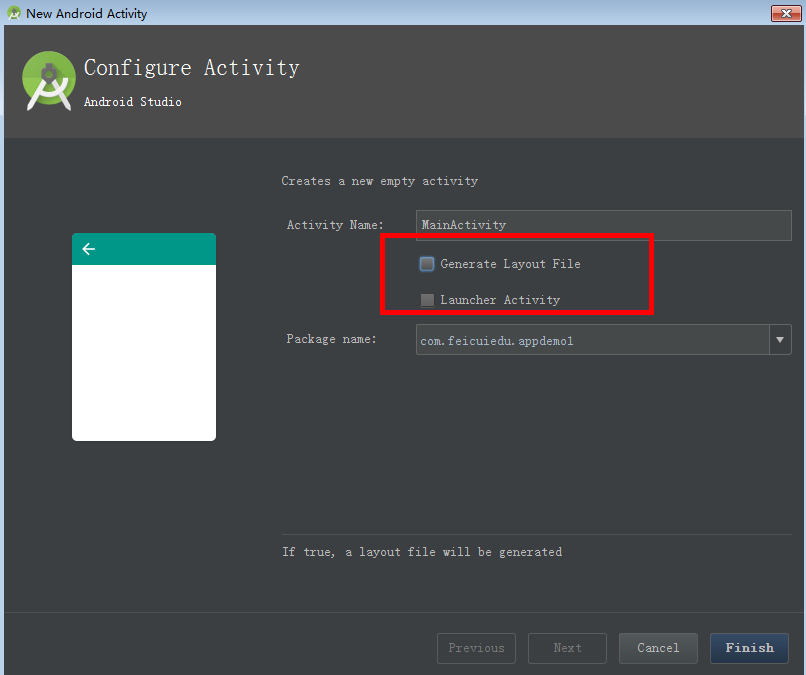 New Android Activity
Configure Activity
Android Studio
Creates a new empty activity
Activity Name: MainActivity
Generate Layout File
Launcher Activity
Package name: com.feicuiedu.appdemo1
If true, a layout file will be generated
Previous Next Cancel Finish